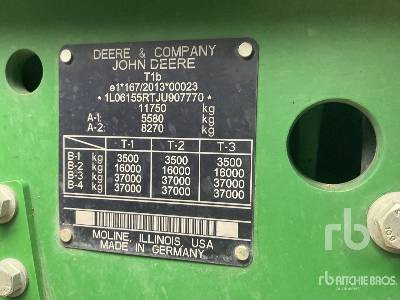 DEERE & COMPANY
JOHN DEERE
T1b
e1*167/2013*00023
*1L06155RTJU907770*
kg 11750
A-1: kg 5580
A-2: kg 8270
T-1 T-2 T-3
B-1 kg 3500 3500 3500
B-2 kg 16000 16000 16000
B-3 kg 37000 37000 37000
B-4 kg 37000 37000 37000
MOLINE, ILLINOIS, USA
MADE IN GERMANY
rb
RITCHIE BROS.